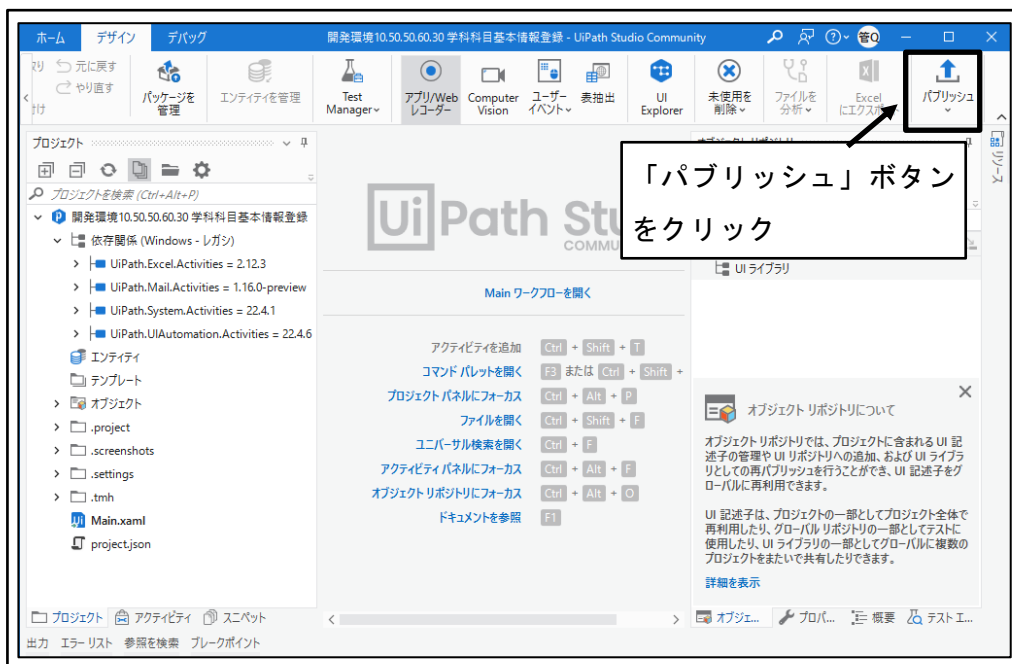 ホーム デザイン デバッグ
開発環境10.50.50.60.30 学科科目基本情報登録 - UiPath Studio Community
管Q
元に戻す
やり直す
パッケージを
管理
エンティティを管理
Test
Manager
アプリ/Web
レコーダー
Computer
Vision
ユーザー
イベント
表抽出
UI
Explorer
未使用を
削除
ファイルを
分析
Excel
にエクスポ
パブリッシュ
プロジェクト
プロジェクトを検索 (Ctrl+Alt+P)
開発環境10.50.50.60.30 学科科目基本情報登録
依存関係 (Windows - レガシ)
UiPath.Excel.Activities = 2.12.3
UiPath.Mail.Activities = 1.16.0-preview
UiPath.System.Activities = 22.4.1
UiPath.UIAutomation.Activities = 22.4.6
エンティティ
テンプレート
オブジェクト
.project
.screenshots
.settings
.tmh
Main.xaml
project.json
UiPath Stu
COMMU
Main ワークフローを開く
アクティビティを追加 Ctrl + Shift + T
コマンド パレットを開く F3 または Ctrl + Shift +
プロジェクト パネルにフォーカス Ctrl + Alt + P
ファイルを開く Ctrl + Shift + F
ユニバーサル検索を開く Ctrl + F
アクティビティ パネルにフォーカス Ctrl + Alt + F
オブジェクト リポジトリにフォーカス Ctrl + Alt + O
ドキュメントを参照 F1
「パブリッシュ」ボタン
をクリック
リソース
UI ライブラリ
オブジェクト リポジトリについて
オブジェクト リポジトリでは、プロジェクトに含まれる UI 記
述子の管理や UI リポジトリへの追加、および UI ライブラ
リとしての再パブリッシュを行うことができ、UI 記述子をグ
ローバルに再利用できます。
UI 記述子は、プロジェクトの一部としてプロジェクト全体で
再利用したり、グローバル リポジトリの一部としてテストに
使用したり、UI ライブラリの一部としてグローバルに複数の
プロジェクトをまたいで共有したりできます。
詳細を表示
プロジェクト アクティビティ スニペット
オブジェ... プロパ... 概要 テスト エ...
出力 エラー リスト 参照を検索 ブレークポイント